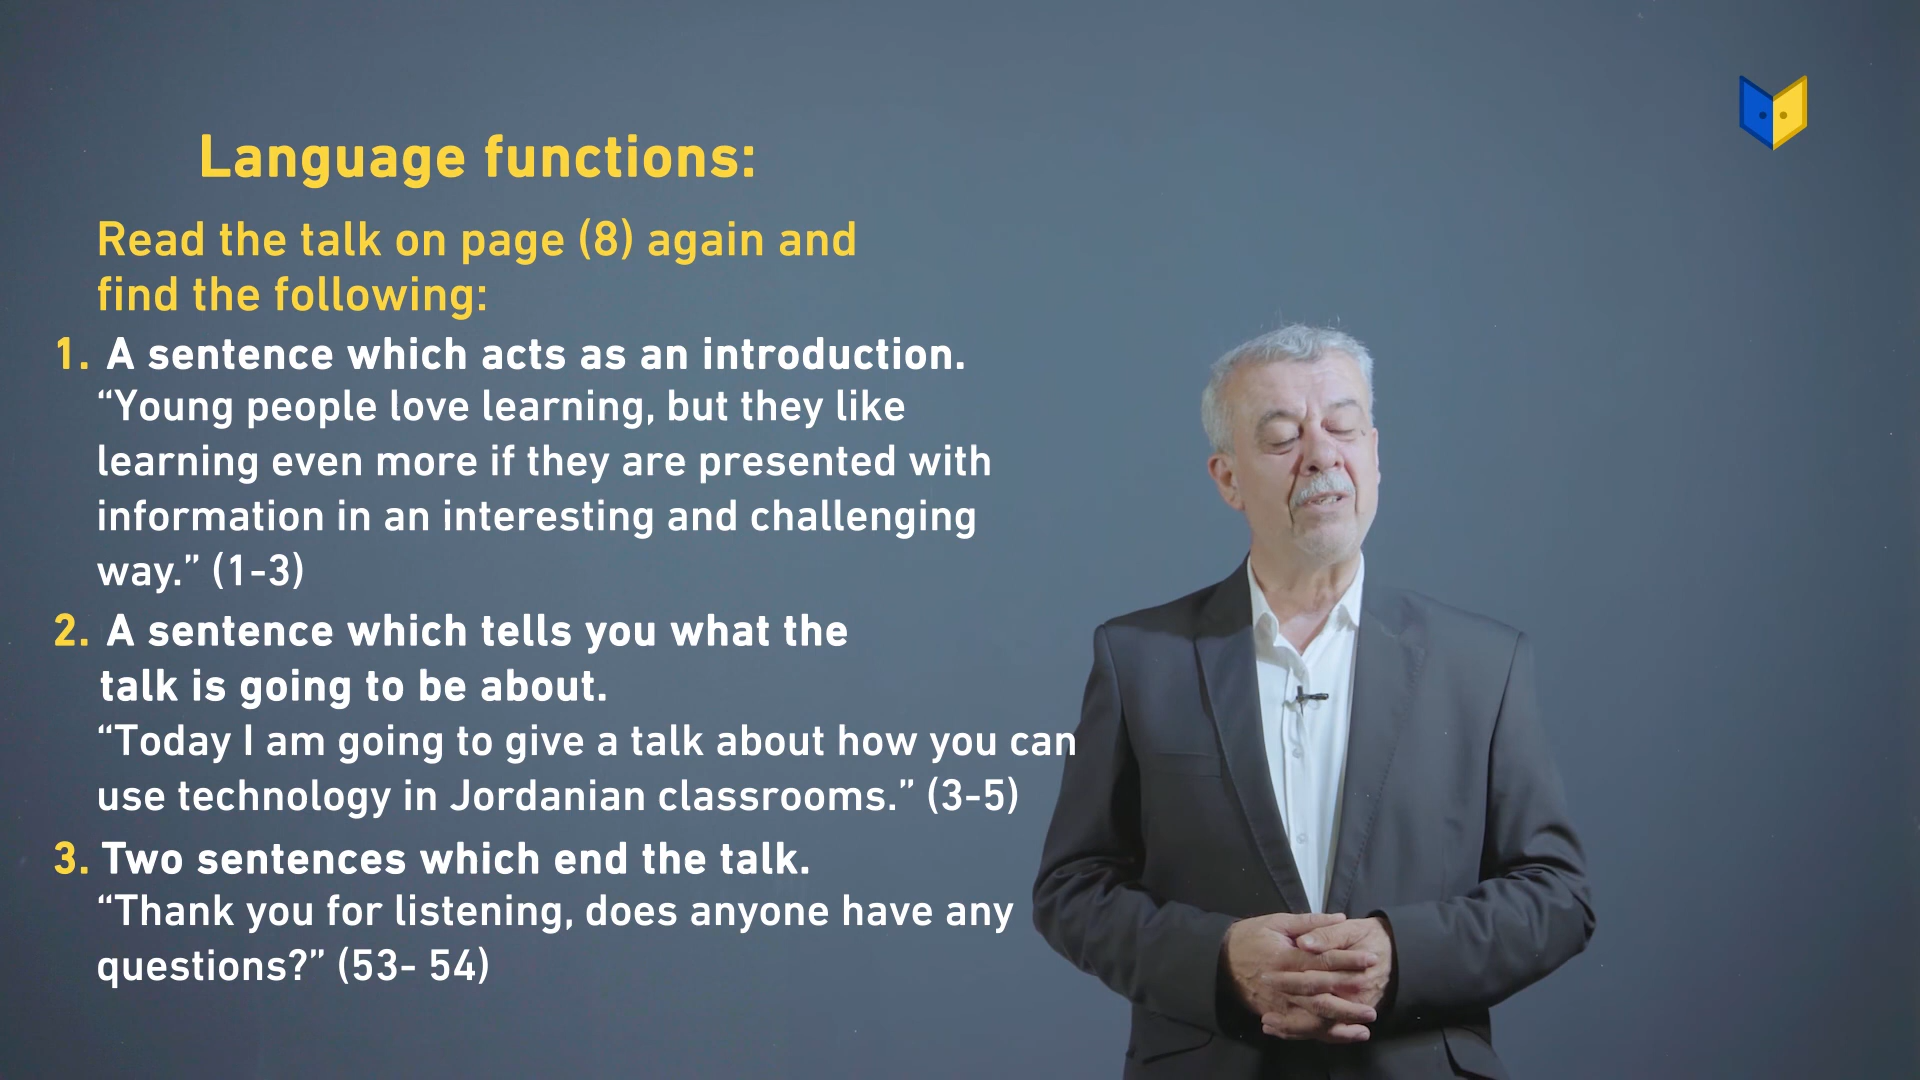 Language functions:
Read the talk on page (8) again and
find the following:
1. A sentence which acts as an introduction.
“Young people love learning, but they like
learning even more if they are presented with
information in an interesting and challenging
way.” (1-3)
2. A sentence which tells you what the
talk is going to be about.
“Today I am going to give a talk about how you can
use technology in Jordanian classrooms.” (3-5)
3. Two sentences which end the talk.
“Thank you for listening, does anyone have any
questions?” (53- 54)